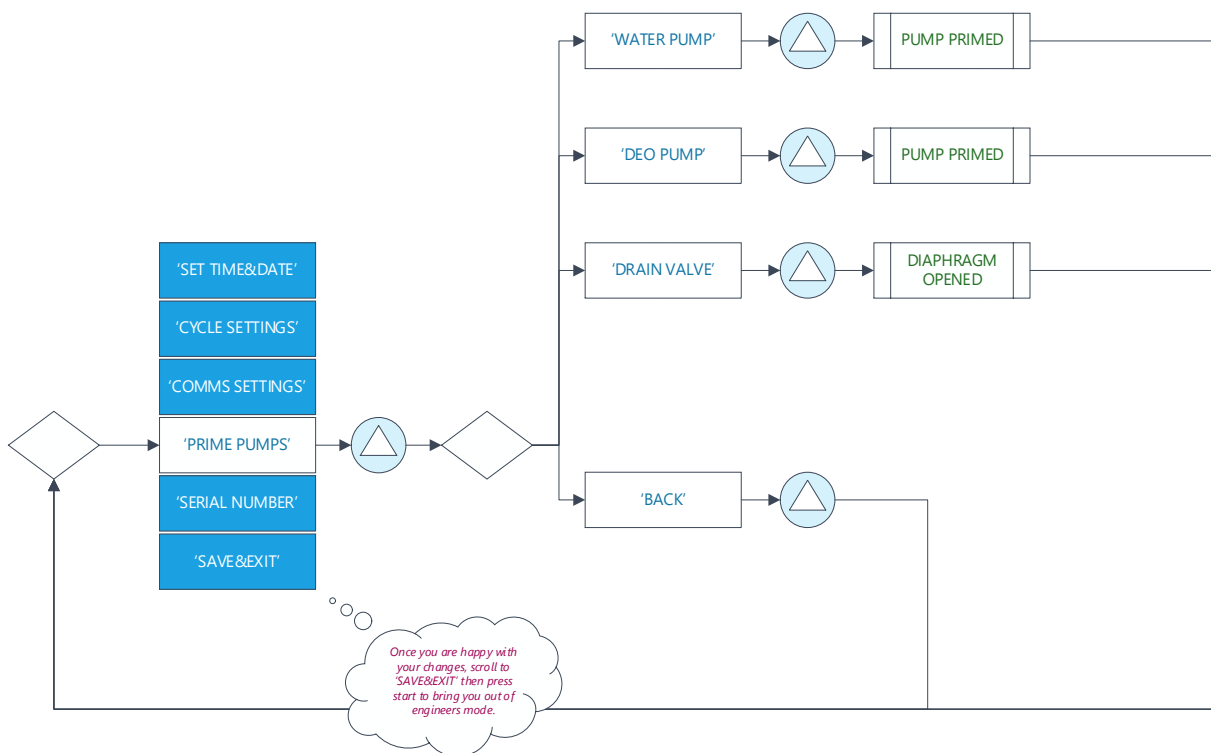 ‘WATER PUMP’
PUMP PRIMED
‘DEO PUMP’
PUMP PRIMED
‘DRAIN VALVE’
DIAPHRAGM
OPENED
‘SET TIME&DATE’
‘CYCLE SETTINGS’
‘COMMS SETTINGS’
‘PRIME PUMPS’
‘SERIAL NUMBER’
‘SAVE&EXIT’
‘BACK’
Once you are happy with
your changes, scroll to
‘SAVE&EXIT’ then press
start to bring you out of
engineers mode.